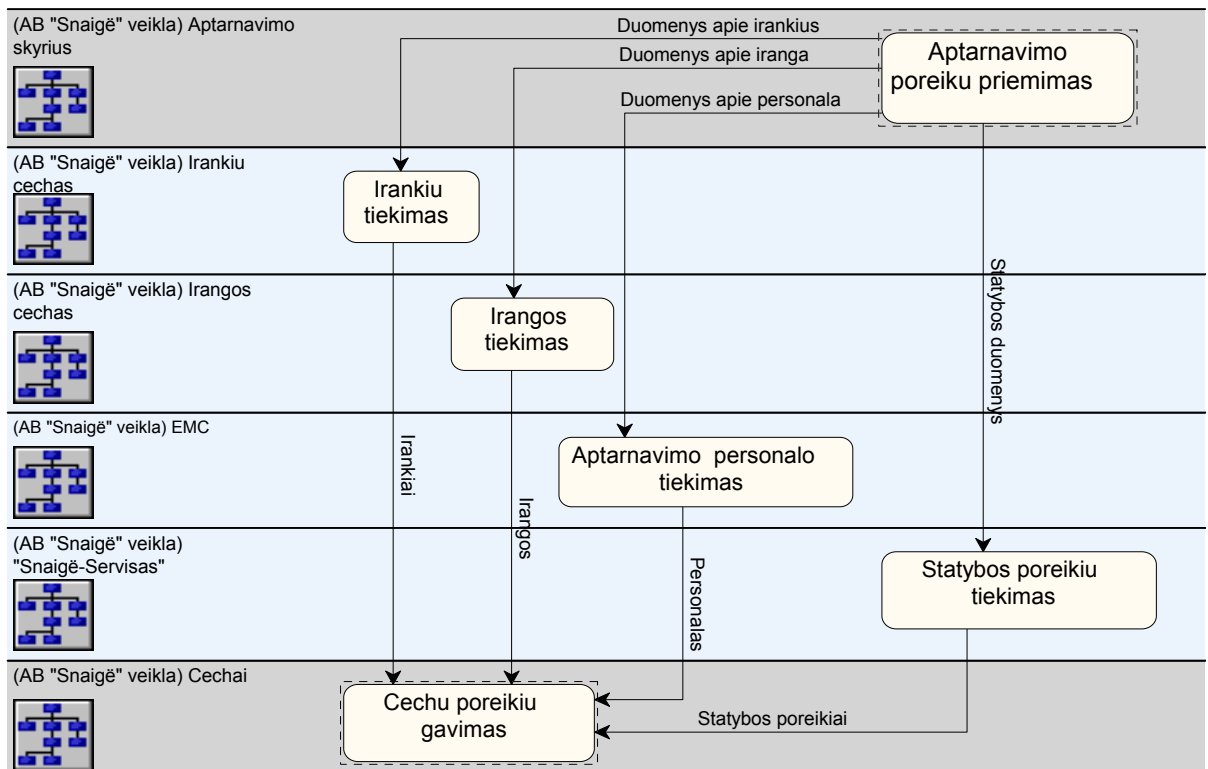 (AB "Snaigë" veikla) Aptarnavimo
skyrius
Duomenys apie irankius
Duomenys apie iranga
Duomenys apie personala
Aptarnavimo
poreiku priemimas
(AB "Snaigë" veikla) Irankiu
cechas
Irankiu
tiekimas
(AB "Snaigë" veikla) Irangos
cechas
Irangos
tiekimas
Statybos duomenys
(AB "Snaigë" veikla) EMC
Irankiai
Irangos
Aptarnavimo personalo
tiekimas
(AB "Snaigë" veikla)
"Snaigë-Servisas"
Personalas
Statybos poreikiu
tiekimas
(AB "Snaigë" veikla) Cechai
Cechu poreikiu
gavimas
Statybos poreikiai